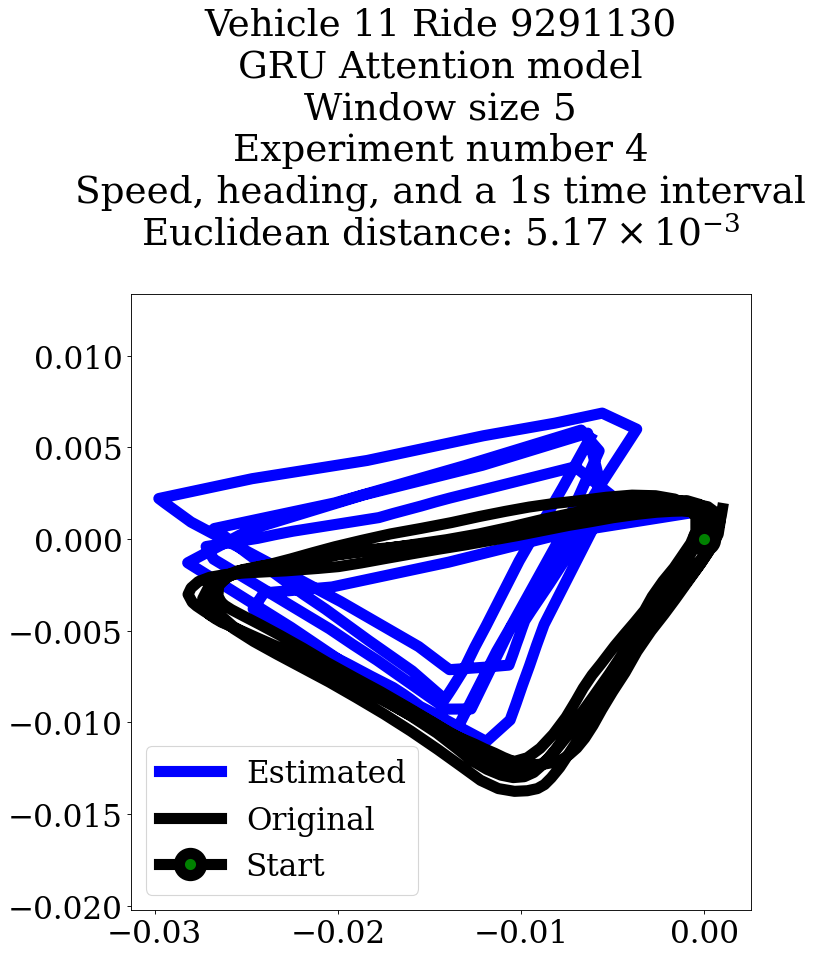 Vehicle 11 Ride 9291130
GRU Attention model
Window size 5
Experiment number 4
Speed, heading, and a 1s time interval
Euclidean distance: 5.17 × 10⁻³
0.010
0.005
0.000
−0.005
−0.010
−0.015
−0.020
Estimated
Original
Start
−0.03
−0.02
−0.01
0.00